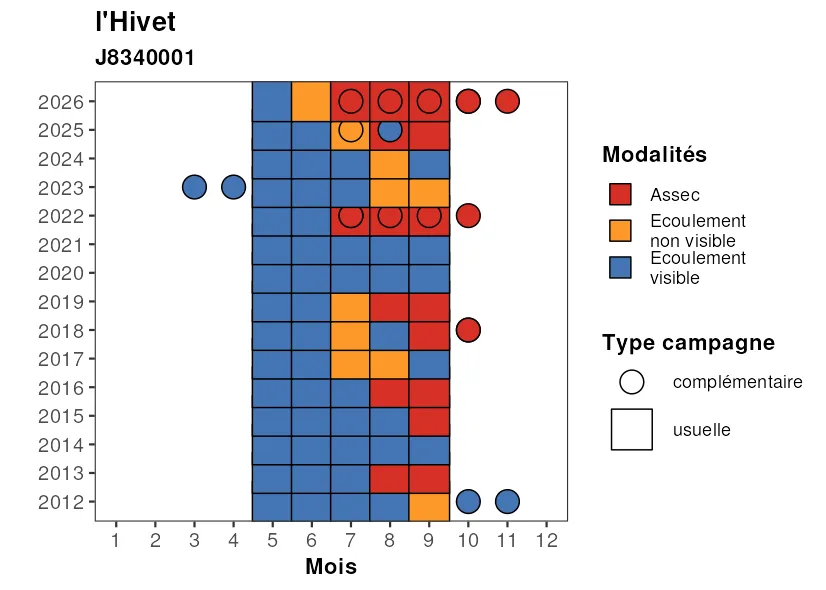 l'Hivet
J8340001
2026
2025
2024
2023
2022
2021
2020
2019
2018
2017
2016
2015
2014
2013
2012
1 2 3 4 5 6 7 8 9 10 11 12
Mois
Modalités
Assec
Ecoulement
non visible
Ecoulement
visible
Type campagne
complémentaire
usuelle